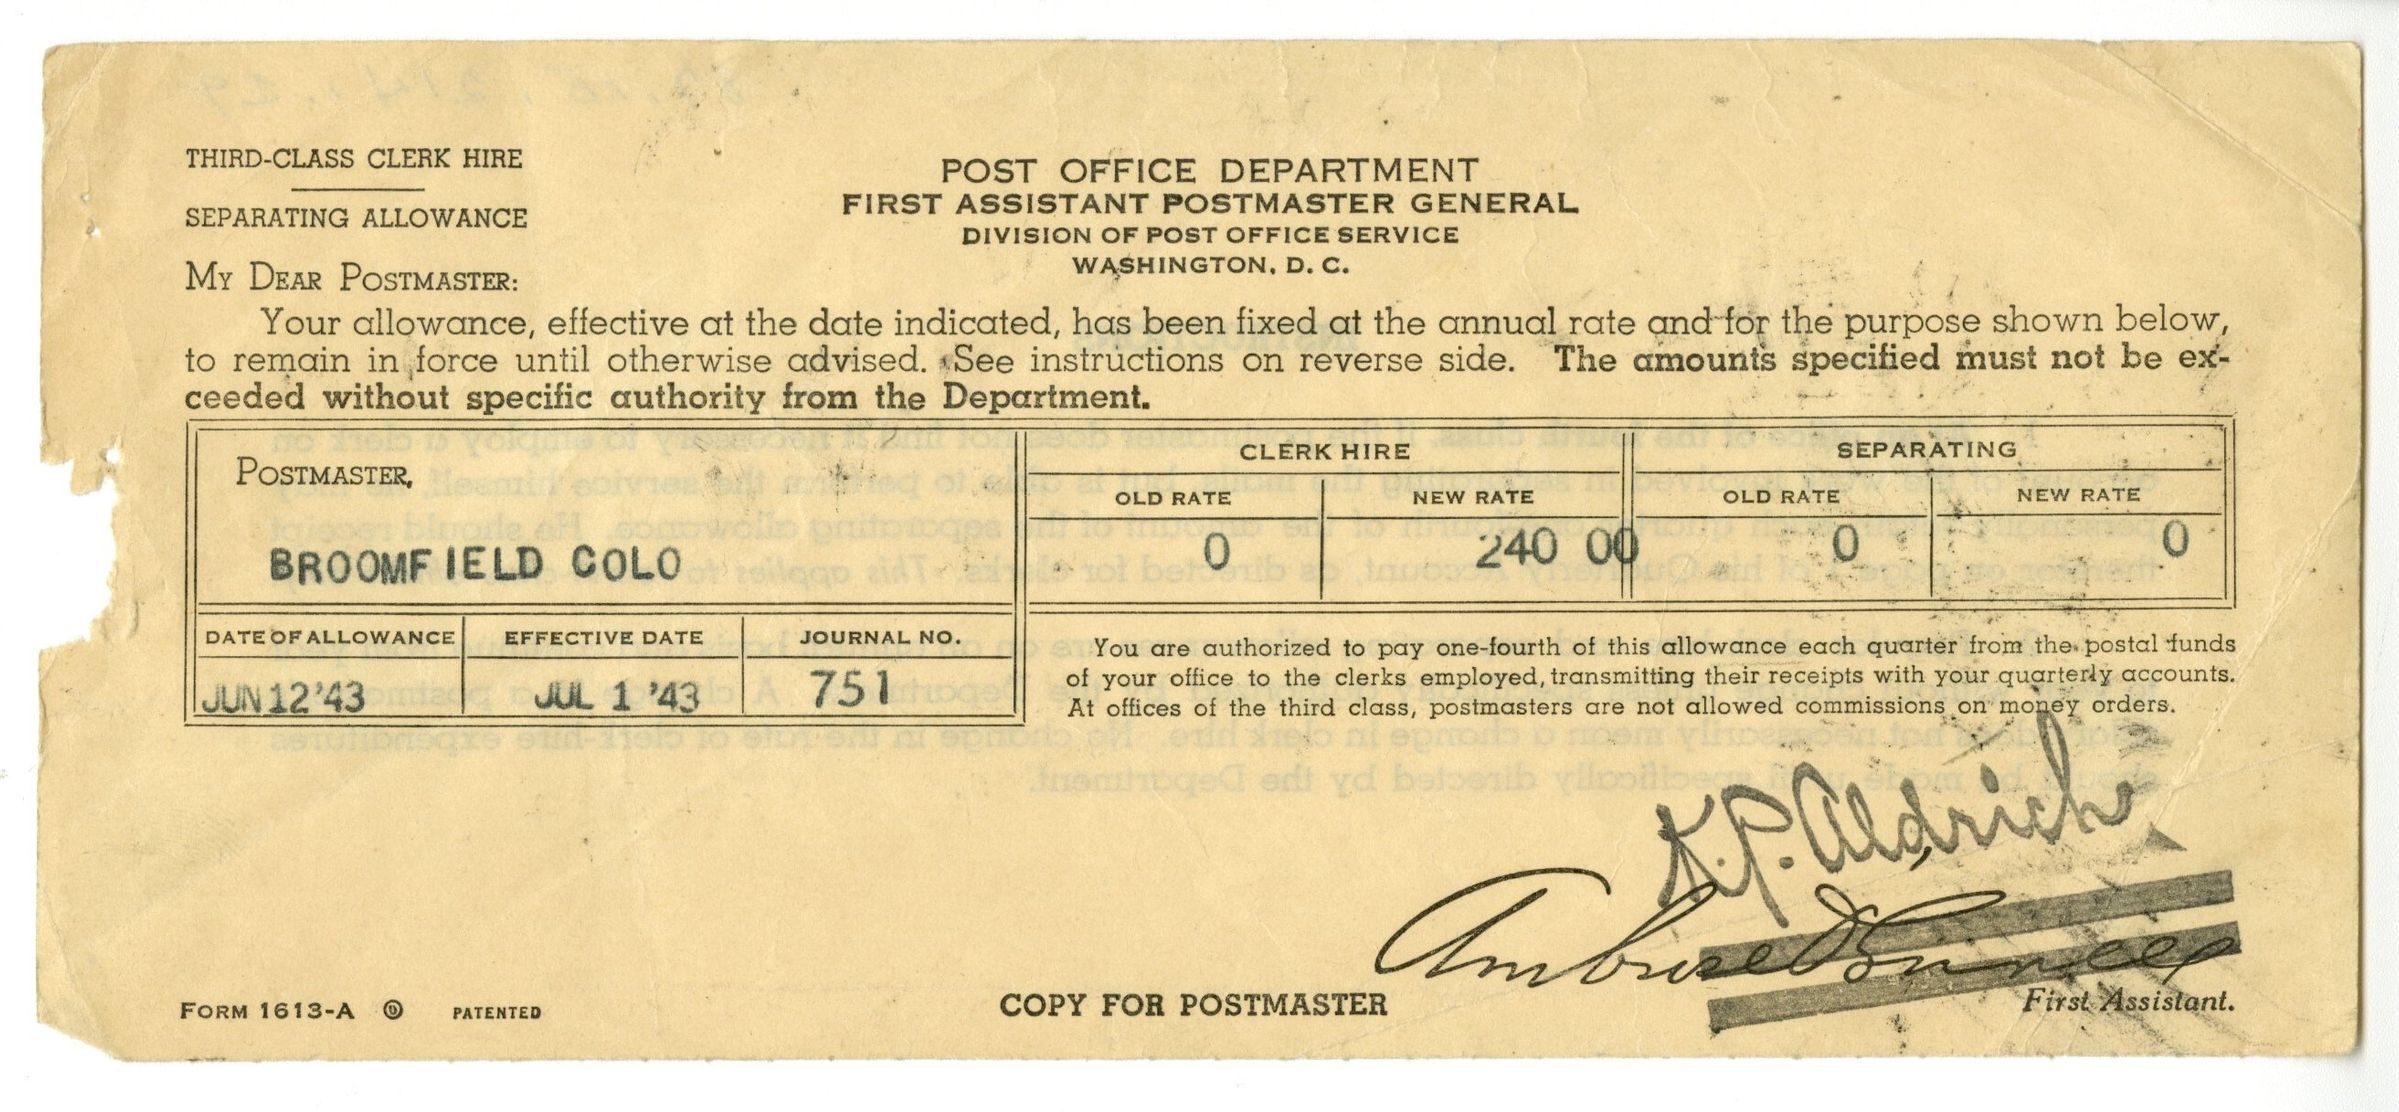 THIRD-CLASS CLERK HIRE
SEPARATING ALLOWANCE
POST OFFICE DEPARTMENT
FIRST ASSISTANT POSTMASTER GENERAL
DIVISION OF POST OFFICE SERVICE
WASHINGTON, D. C.
MY DEAR POSTMASTER:
Your allowance, effective at the date indicated, has been fixed at the annual rate and for the purpose shown below,
to remain in force until otherwise advised. See instructions on reverse side. The amounts specified must not be ex-
ceeded without specific authority from the Department.
POSTMASTER,
BROOMFIELD COLO
CLERK HIRE SEPARATING
OLD RATE NEW RATE OLD RATE NEW RATE
0 240 00 0 0
DATE OF ALLOWANCE EFFECTIVE DATE JOURNAL NO.
JUN 12 '43 JUL 1 '43 751
You are authorized to pay one-fourth of this allowance each quarter from the postal funds
of your office to the clerks employed, transmitting their receipts with your quarterly accounts.
At offices of the third class, postmasters are not allowed commissions on money orders.
K. P. Aldrich
Ambrose O'Connell
First Assistant.
FORM 1613-A U PATENTED
COPY FOR POSTMASTER